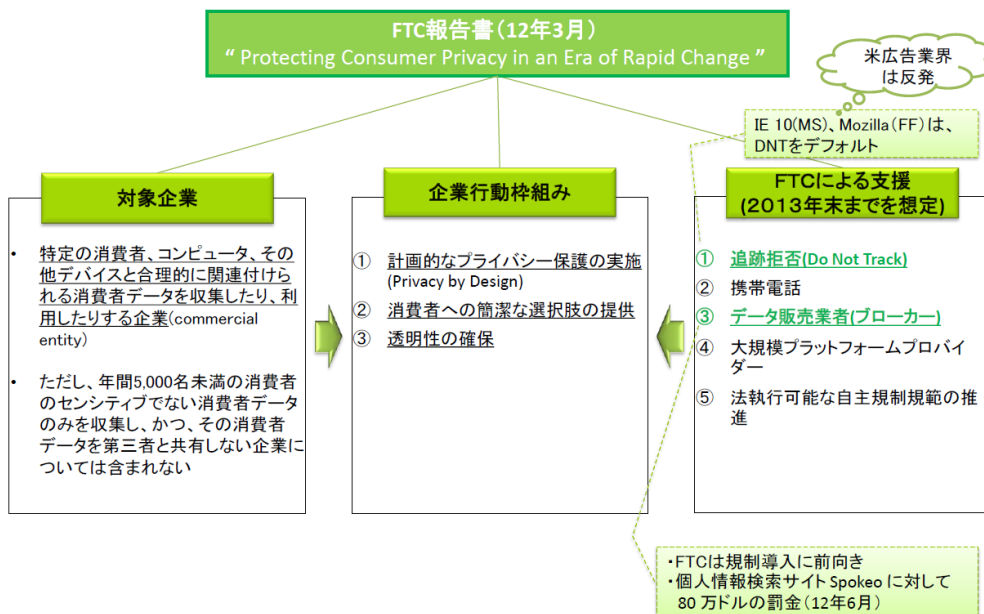 FTC報告書(12年3月)
“ Protecting Consumer Privacy in an Era of Rapid Change ”
米広告業界
は反発
IE 10(MS)、Mozilla(FF)は、
DNTをデフォルト
対象企業
• 特定の消費者、コンピュータ、その
他デバイスと合理的に関連付けら
れる消費者データを収集したり、利
用したりする企業(commercial
entity)
• ただし、年間5,000名未満の消費者
のセンシティブでない消費者データ
のみを収集し、かつ、その消費者
データを第三者と共有しない企業に
ついては含まれない
企業行動枠組み
① 計画的なプライバシー保護の実施
(Privacy by Design)
② 消費者への簡潔な選択肢の提供
③ 透明性の確保
FTCによる支援
(2013年末までを想定)
① 追跡拒否(Do Not Track)
② 携帯電話
③ データ販売業者(ブローカー)
④ 大規模プラットフォームプロバイ
ダー
⑤ 法執行可能な自主規制規範の推
進
・FTCは規制導入に前向き
・個人情報検索サイト Spokeo に対して
80 万ドルの罰金(12年6月)